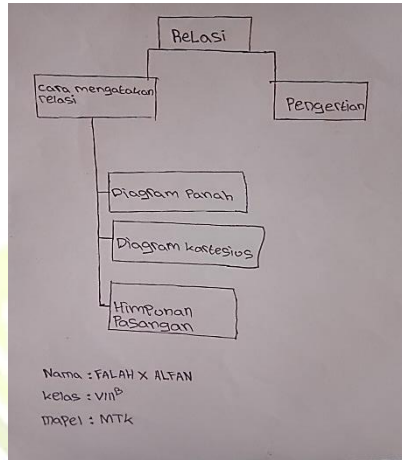 ReLasi
cara mengatakan
relasi
Pengertian
Diagram Panah
Diagram kartesius
Himpunan
Pasangan
Nama : FALAH X ALFAN
kelas : VIII B
mapel : MTK